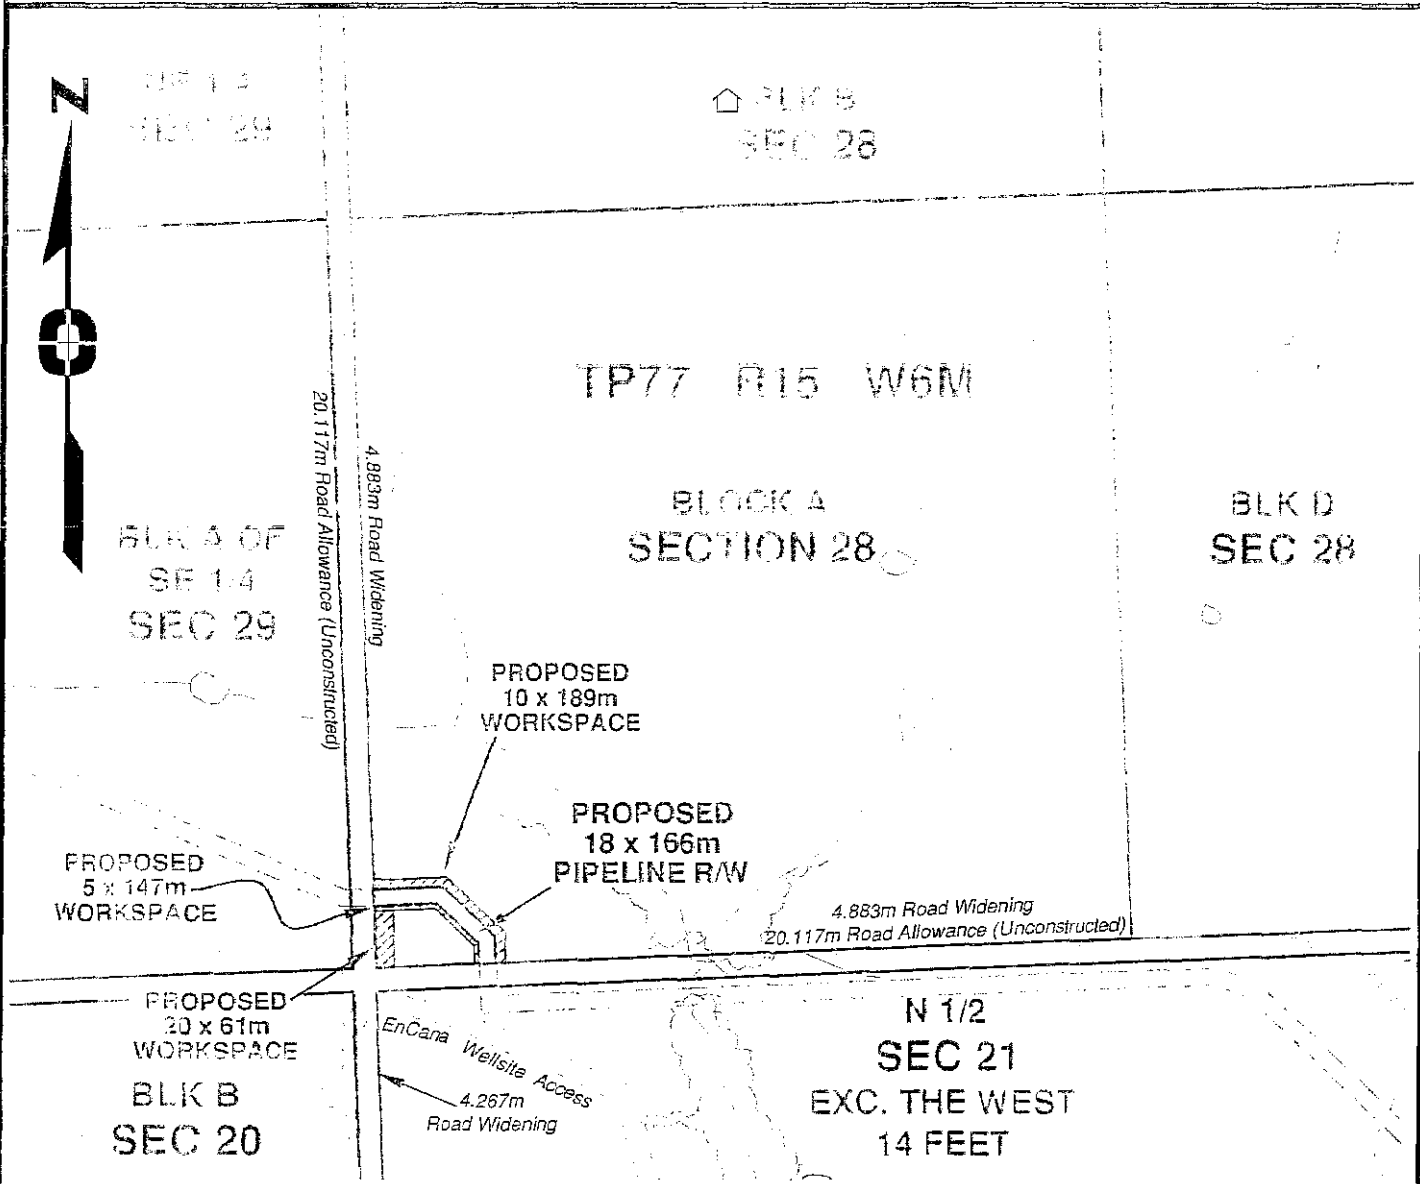 N
SEC 29
BLK B
SEC 28
TP77 R15 W6M
20.117m Road Allowance (Unconstructed)
4.883m Road Widening
BLOCK A
SECTION 28
BLK D
SEC 28
BLK A OF
SE 1/4
SEC 29
PROPOSED
10 x 189m
WORKSPACE
PROPOSED
18 x 166m
PIPELINE R/W
PROPOSED
5 x 147m
WORKSPACE
4.883m Road Widening
20.117m Road Allowance (Unconstructed)
PROPOSED
x 61m
WORKSPACE
EnCana Wellsite Access
4.267m
Road Widening
N 1/2
SEC 21
EXC. THE WEST
14 FEET
BLK B
SEC 20